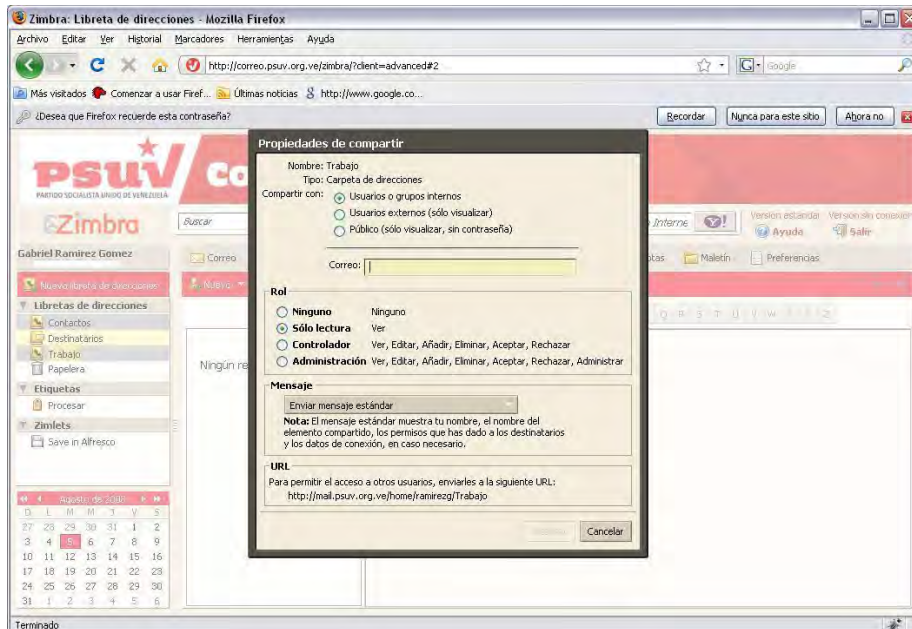 Zimbra: Libreta de direcciones - Mozilla Firefox
Archivo Editar Ver Historial Marcadores Herramientas Ayuda
http://correo.psuv.org.ve/zimbra/?client=advanced#2
G Google
Más visitados Comenzar a usar Firef... Últimas noticias http://www.google.co...
¿Desea que Firefox recuerde esta contraseña? Recordar Nunca para este sitio Ahora no
Propiedades de compartir
Nombre: Trabajo
Tipo: Carpeta de direcciones
Compartir con: Usuarios o grupos internos
Usuarios externos (sólo visualizar)
Público (sólo visualizar, sin contraseña)
Correo:
Rol
Ninguno Ninguno
Sólo lectura Ver
Controlador Ver, Editar, Añadir, Eliminar, Aceptar, Rechazar
Administración Ver, Editar, Añadir, Eliminar, Aceptar, Rechazar, Administrar
Mensaje
Enviar mensaje estándar
Nota: El mensaje estándar muestra tu nombre, el nombre del
elemento compartido, los permisos que has dado a los destinatarios
y los datos de conexión, en caso necesario.
URL
Para permitir el acceso a otros usuarios, enviarles a la siguiente URL:
http://mail.psuv.org.ve/home/ramirezg/Trabajo
Cancelar
PSUV Co
PARTIDO SOCIALISTA UNIDO DE VENEZUELA
Zimbra
Buscar
Interne Y! Versión estándar Versión sin conexión
Ayuda Salir
Gabriel Ramirez Gomez
Correo
Maletín Preferencias
Nueva libreta de direcciones
Nuevo
Libretas de direcciones
Contactos
Destinatarios
Trabajo
Papelera
Etiquetas
Procesar
Zimlets
Save in Alfresco
Q R S T U V W X Y Z
Ningún re
Agosto de 2008
D L M M J V S
27 28 29 30 31 1 2
3 4 5 6 7 8 9
10 11 12 13 14 15 16
17 18 19 20 21 22 23
24 25 26 27 28 29 30
31 1 2 3 4 5 6
Terminado